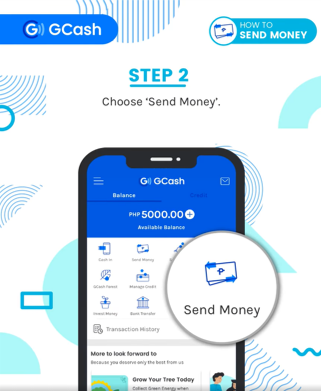 GCash
HOW TO
SEND MONEY
STEP 2
Choose ‘Send Money’.
GCash
Balance
PHP 5000.00
Available Balance
Cash In
Send Money
Invest Money
Bank Transfer
Manage Credit
Send Money
Transaction History
More to look forward to
Because you deserve only the best from us
Grow Your Tree Today
Collect Green Energy when